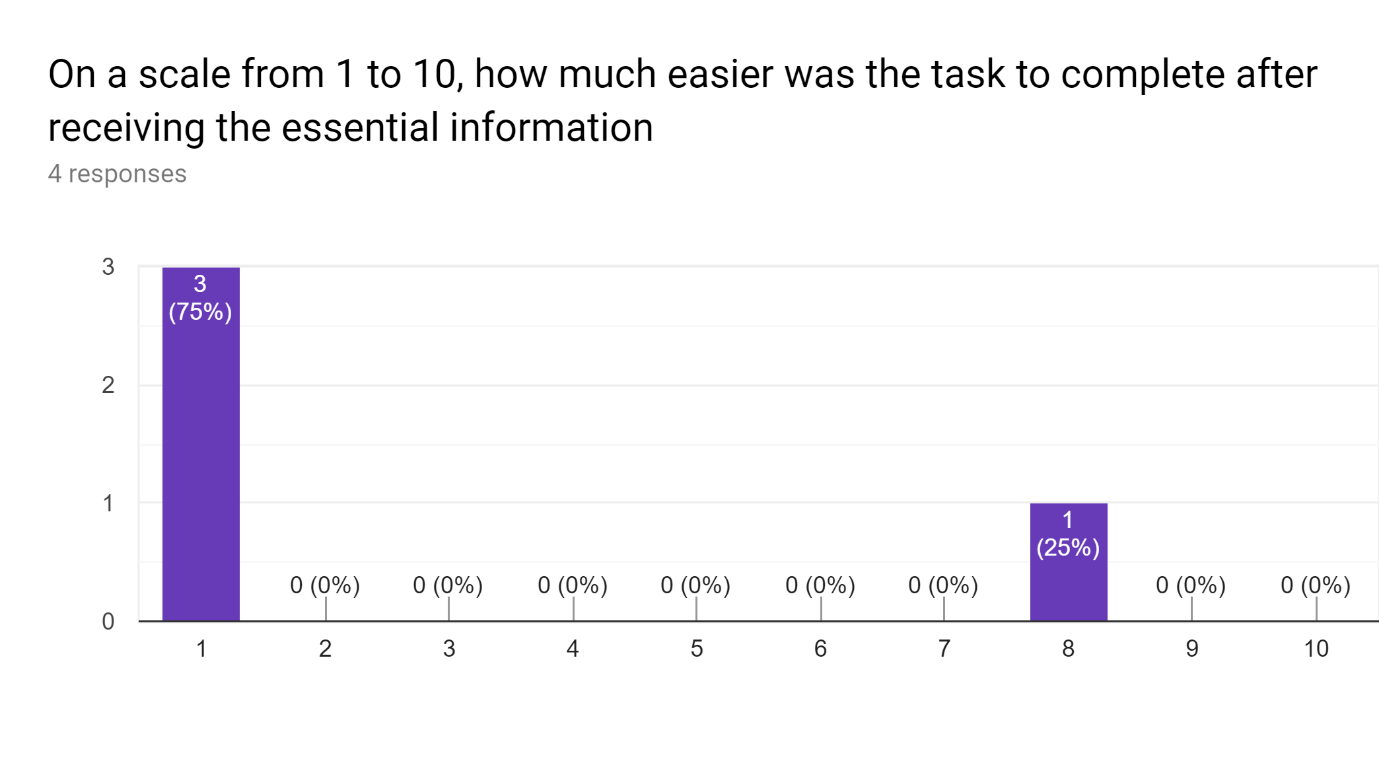 On a scale from 1 to 10, how much easier was the task to complete after
receiving the essential information
4 responses
3
3
(75%)
2
1
1
(25%)
0 (0%) 0 (0%) 0 (0%) 0 (0%) 0 (0%) 0 (0%) 0 (0%) 0 (0%)
0
1 2 3 4 5 6 7 8 9 10